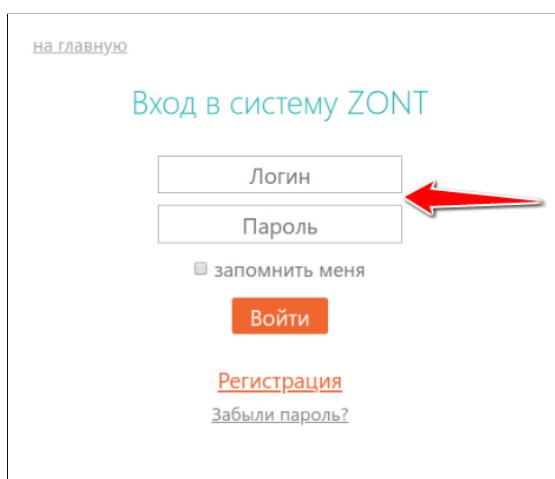 на главную
Вход в систему ZONT
Логин
Пароль
запомнить меня
Войти
Регистрация
Забыли пароль?